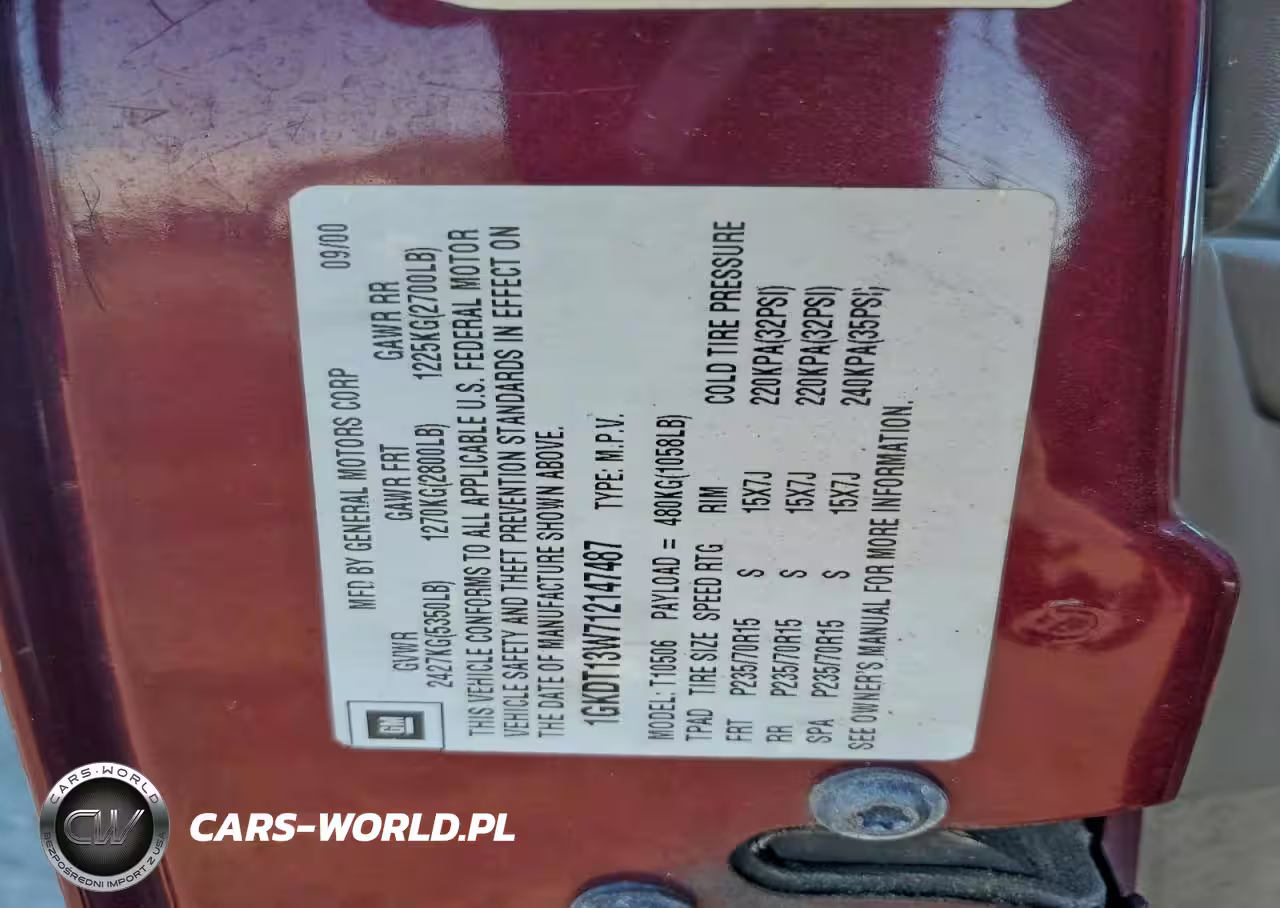 MFD BY GENERAL MOTORS CORP 09/00
GM
GVWR GAWR FRT GAWR RR
2427KG(5350LB) 1270KG(2800LB) 1225KG(2700LB)
THIS VEHICLE CONFORMS TO ALL APPLICABLE U.S. FEDERAL MOTOR
VEHICLE SAFETY AND THEFT PREVENTION STANDARDS IN EFFECT ON
THE DATE OF MANUFACTURE SHOWN ABOVE.
1GKDT13W712147487 TYPE: M.P.V.
MODEL: T10506 PAYLOAD = 480KG(1058LB)
TPAD TIRE SIZE SPEED RTG RIM COLD TIRE PRESSURE
FRT P235/70R15 S 15X7J 220KPA(32PSI)
RR P235/70R15 S 15X7J 220KPA(32PSI)
SPA P235/70R15 S 15X7J 240KPA(35PSI)
SEE OWNER'S MANUAL FOR MORE INFORMATION.
CARS-WORLD
CW
BEZPOŚREDNI IMPORT Z USA
CARS-WORLD.PL